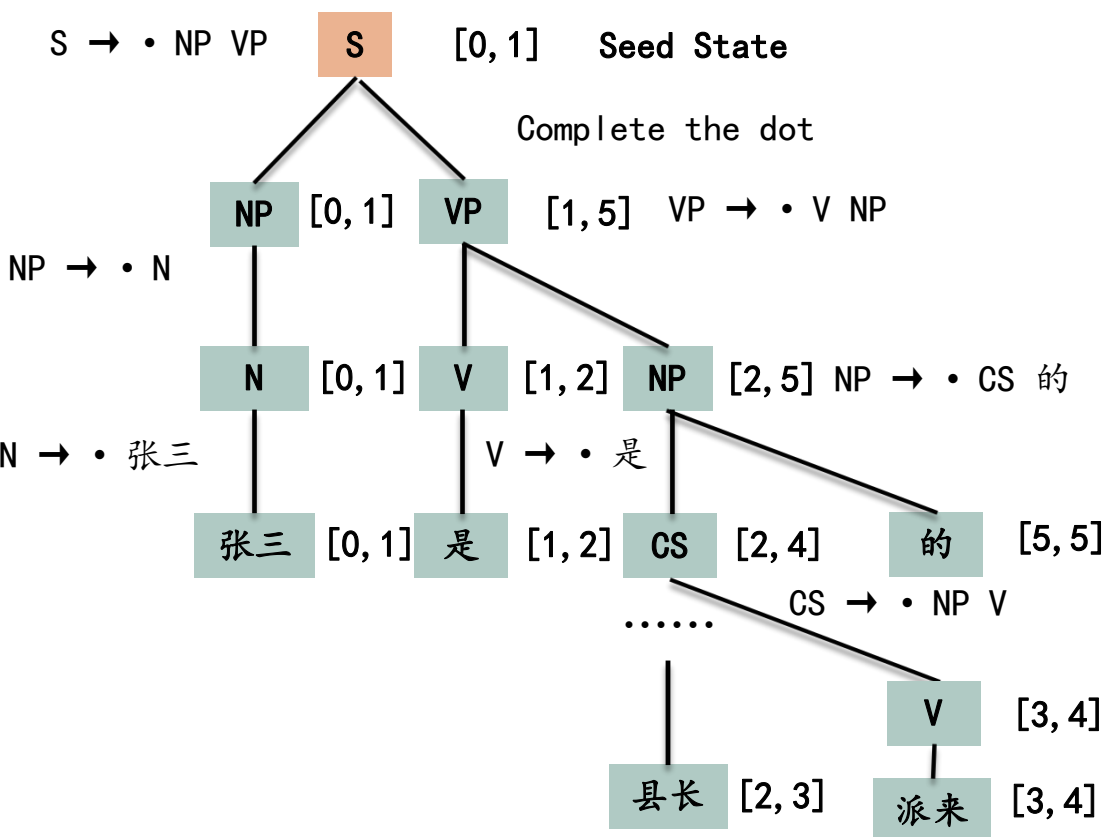 S → · NP VP S [0,1] Seed State
Complete the dot
NP [0,1] VP [1,5] VP → · V NP
NP → · N
N [0,1] V [1,2] NP [2,5] NP → · CS 的
N → · 张三 V → · 是
张三 [0,1] 是 [1,2] CS [2,4] 的 [5,5]
CS → · NP V
······
V [3,4]
县长 [2,3] 派来 [3,4]